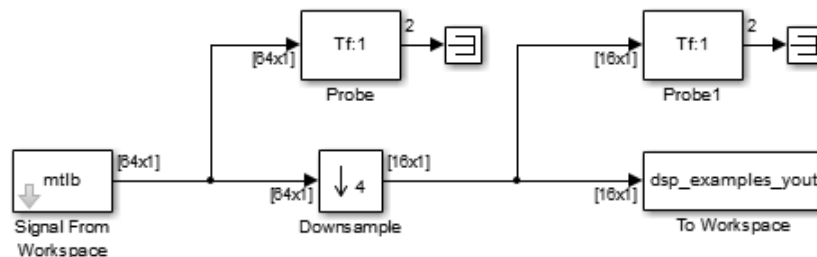 Tf:1
2
[64x1]
Probe
Tf:1
2
[16x1]
Probe1
mtlb
[64x1]
Signal From
Workspace
[64x1]
↓ 4
[16x1]
Downsample
[16x1]
dsp_examples_yout
To Workspace